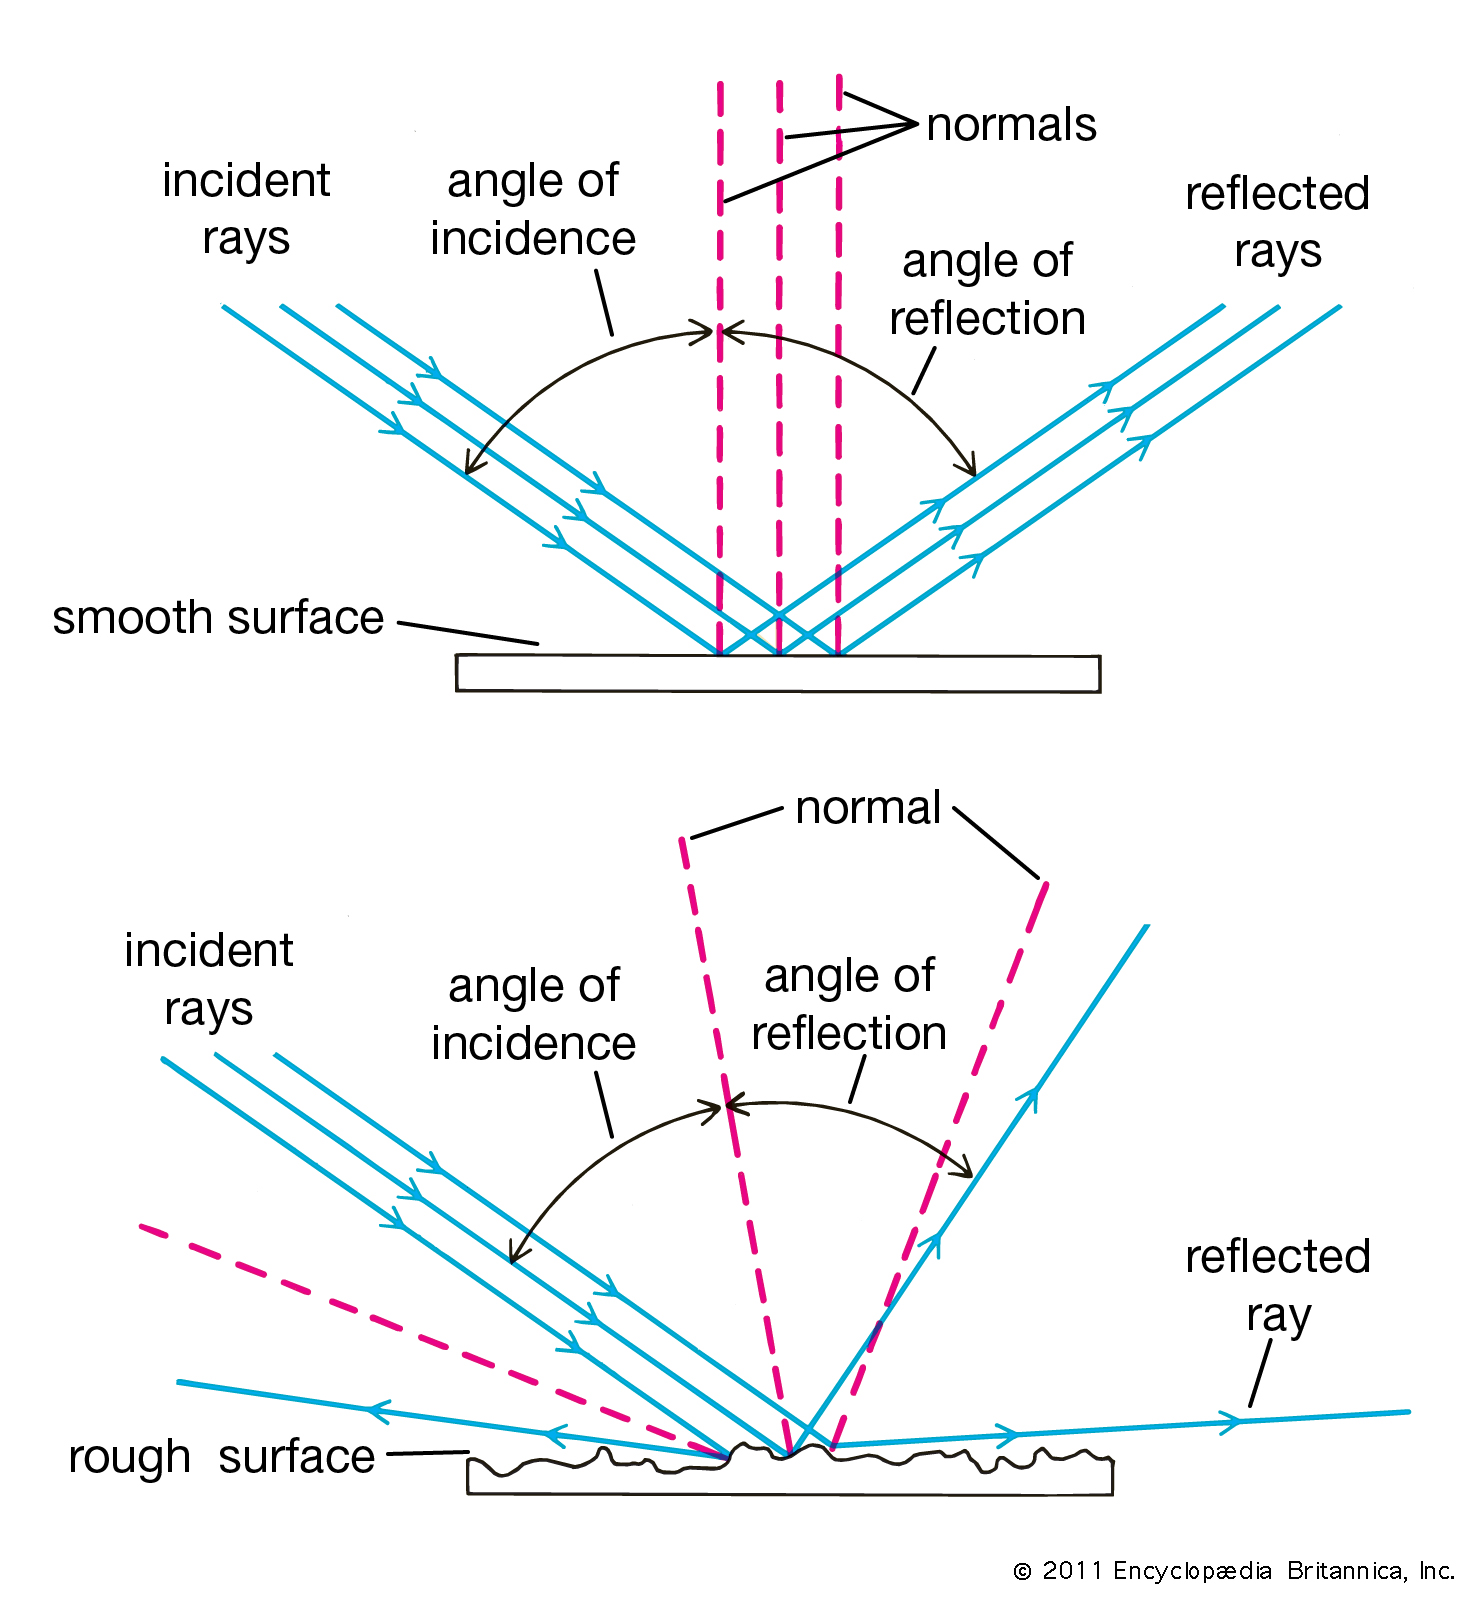 normals
incident
rays
angle of
incidence
reflected
rays
angle of
reflection
smooth surface
normal
incident
rays
angle of
incidence
angle of
reflection
reflected
ray
rough surface
© 2011 Encyclopædia Britannica, Inc.